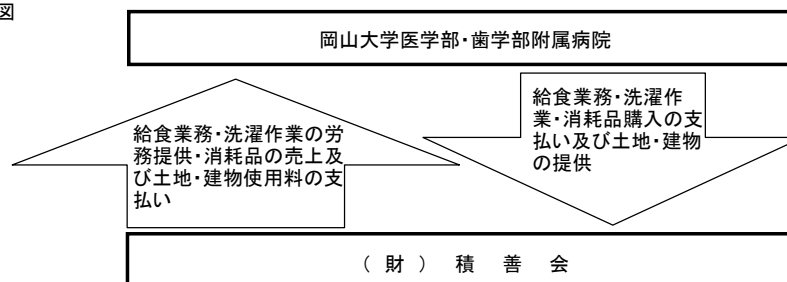 図
岡山大学医学部・歯学部附属病院
給食業務・洗濯作業の労
務提供・消耗品の売上及
び土地・建物使用料の支
払い
給食業務・洗濯作
業・消耗品購入の支
払い及び土地・建物
の提供
（ 財 ） 積 善 会